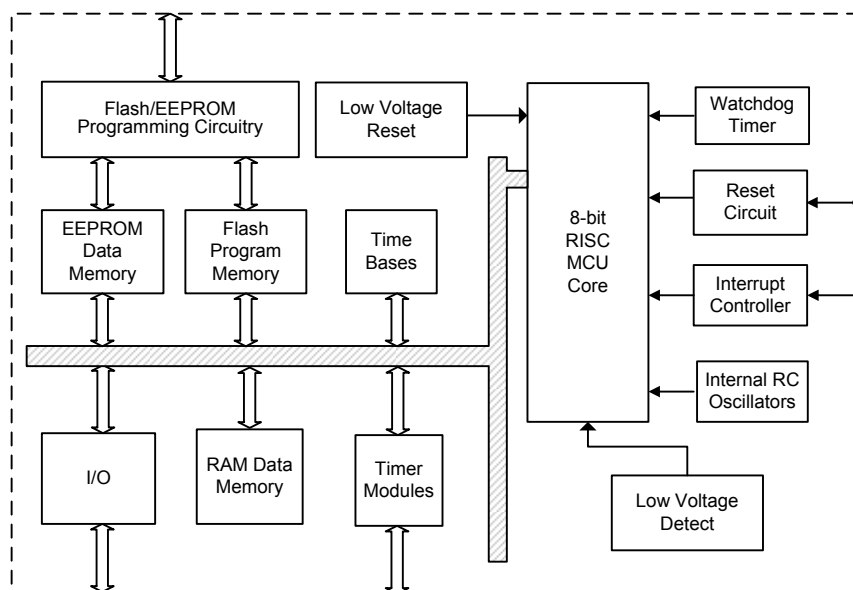 Flash/EEPROM
Programming Circuitry
Low Voltage
Reset
Watchdog
Timer
EEPROM
Data
Memory
Flash
Program
Memory
Time
Bases
8-bit
RISC
MCU
Core
Reset
Circuit
Interrupt
Controller
Internal RC
Oscillators
I/O
RAM Data
Memory
Timer
Modules
Low Voltage
Detect